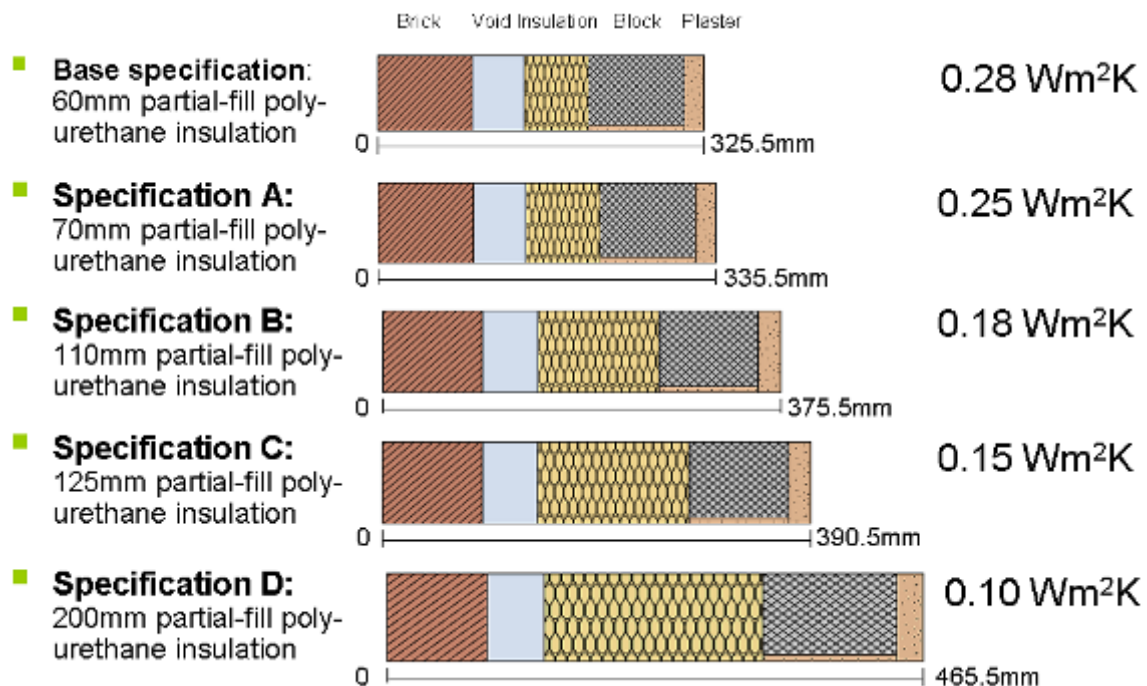 Brick Void Insulation Block Plaster
Base specification:
60mm partial-fill poly-
urethane insulation
0 325.5mm
0.28 Wm²K
Specification A:
70mm partial-fill poly-
urethane insulation
0 335.5mm
0.25 Wm²K
Specification B:
110mm partial-fill poly-
urethane insulation
0 375.5mm
0.18 Wm²K
Specification C:
125mm partial-fill poly-
urethane insulation
0 390.5mm
0.15 Wm²K
Specification D:
200mm partial-fill poly-
urethane insulation
0 465.5mm
0.10 Wm²K